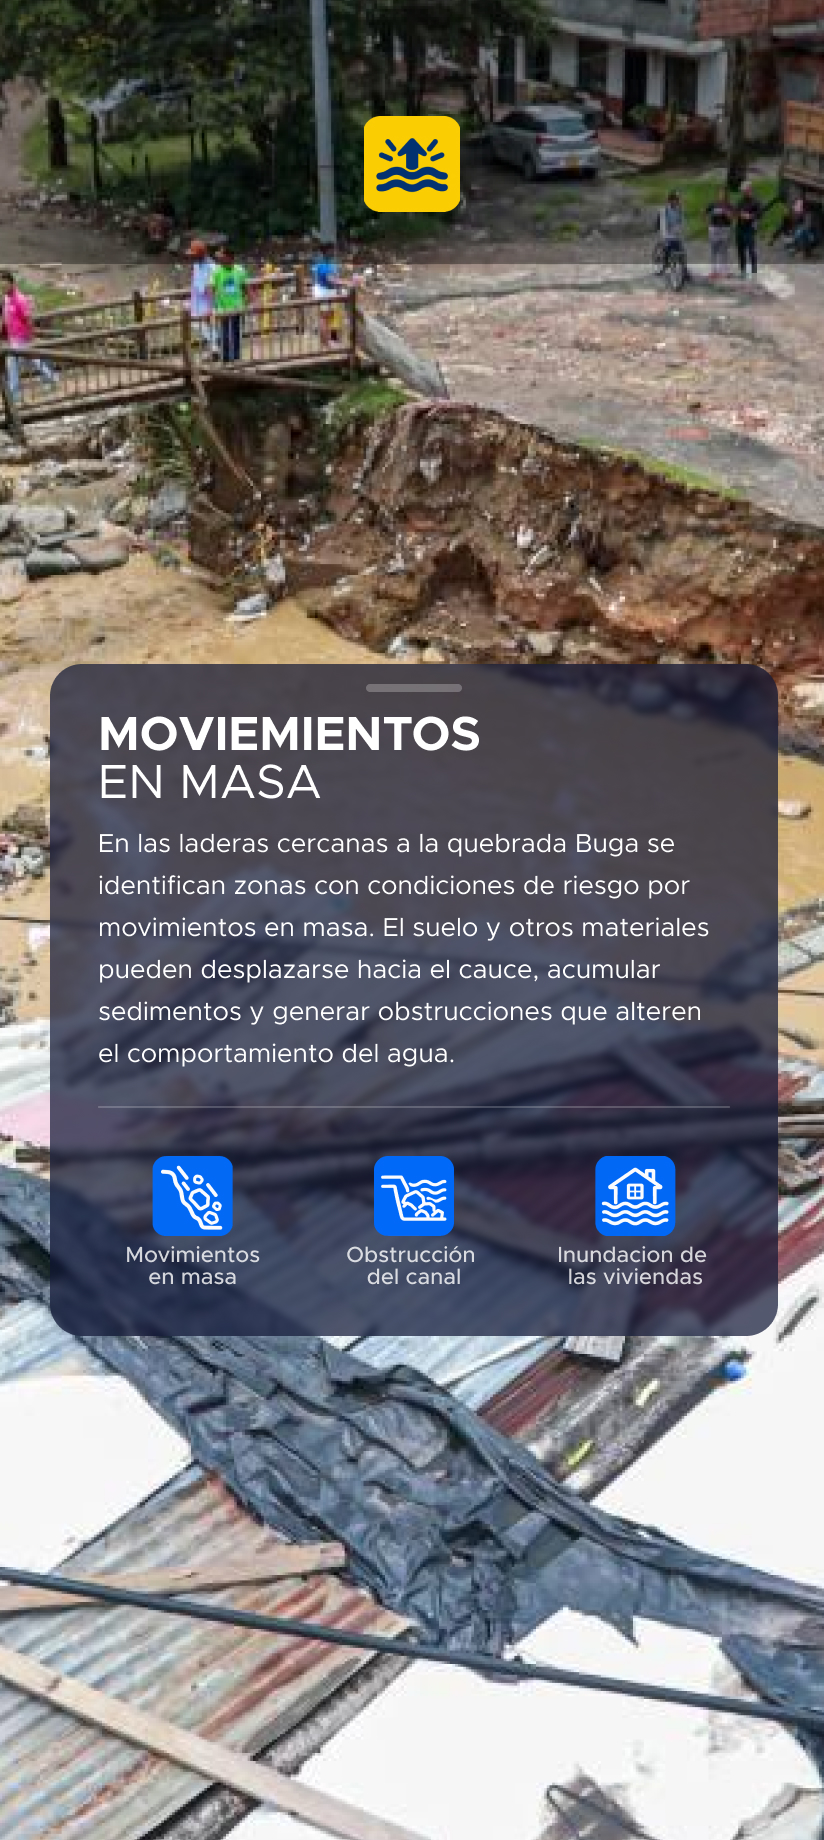 MOVIEMIENTOS
EN MASA
En las laderas cercanas a la quebrada Buga se
identifican zonas con condiciones de riesgo por
movimientos en masa. El suelo y otros materiales
pueden desplazarse hacia el cauce, acumular
sedimentos y generar obstrucciones que alteren
el comportamiento del agua.
Movimientos
en masa
Obstrucción
del canal
Inundacion de
las viviendas